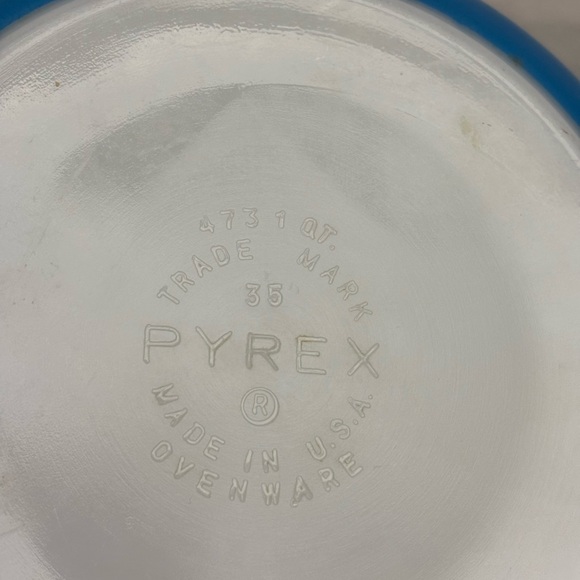 473 1 QT.
TRADE MARK
35
PYREX
®
MADE IN U.S.A.
OVENWARE